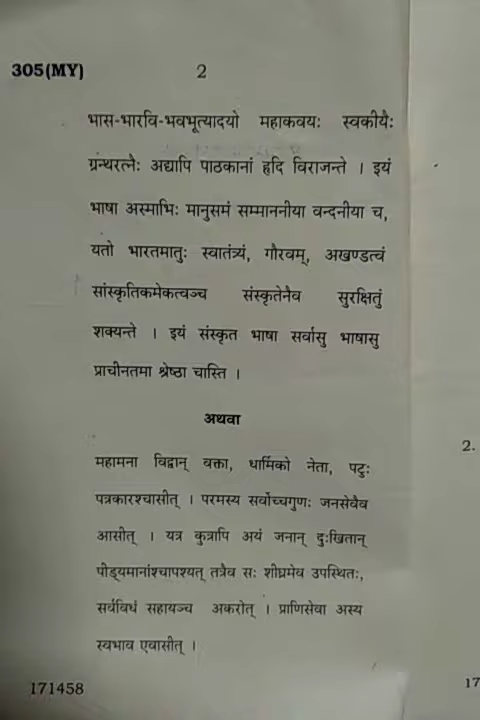 305(MY) 2
भास-भारवि-भवभूत्यादयो महाकवयः स्वकीयैः
ग्रन्थरत्नैः अद्यापि पाठकानां हृदि विराजन्ते । इयं
भाषा अस्माभिः मानुसमं सम्माननीया वन्दनीया च,
यतो भारतमातुः स्वातंत्र्यं, गौरवम्, अखण्डत्वं
सांस्कृतिकमेकत्वञ्च संस्कृतेनैव सुरक्षितुं
शक्यन्ते । इयं संस्कृत भाषा सर्वासु भाषासु
प्राचीनतमा श्रेष्ठा चास्ति ।
अथवा
महामना विद्वान् वक्ता, धार्मिको नेता, पटुः
पत्रकारश्चासीत् । परमस्य सर्वोच्चगुणः जनसेवैव
आसीत् । यत्र कुत्रापि अयं जनान् दुःखितान्
पीड्यमानांश्चापश्यत् तत्रैव सः शीघ्रमेव उपस्थितः,
सर्वविधं सहायञ्च अकरोत् । प्राणिसेवा अस्य
स्वभाव एवासीत् ।
171458
2.
17